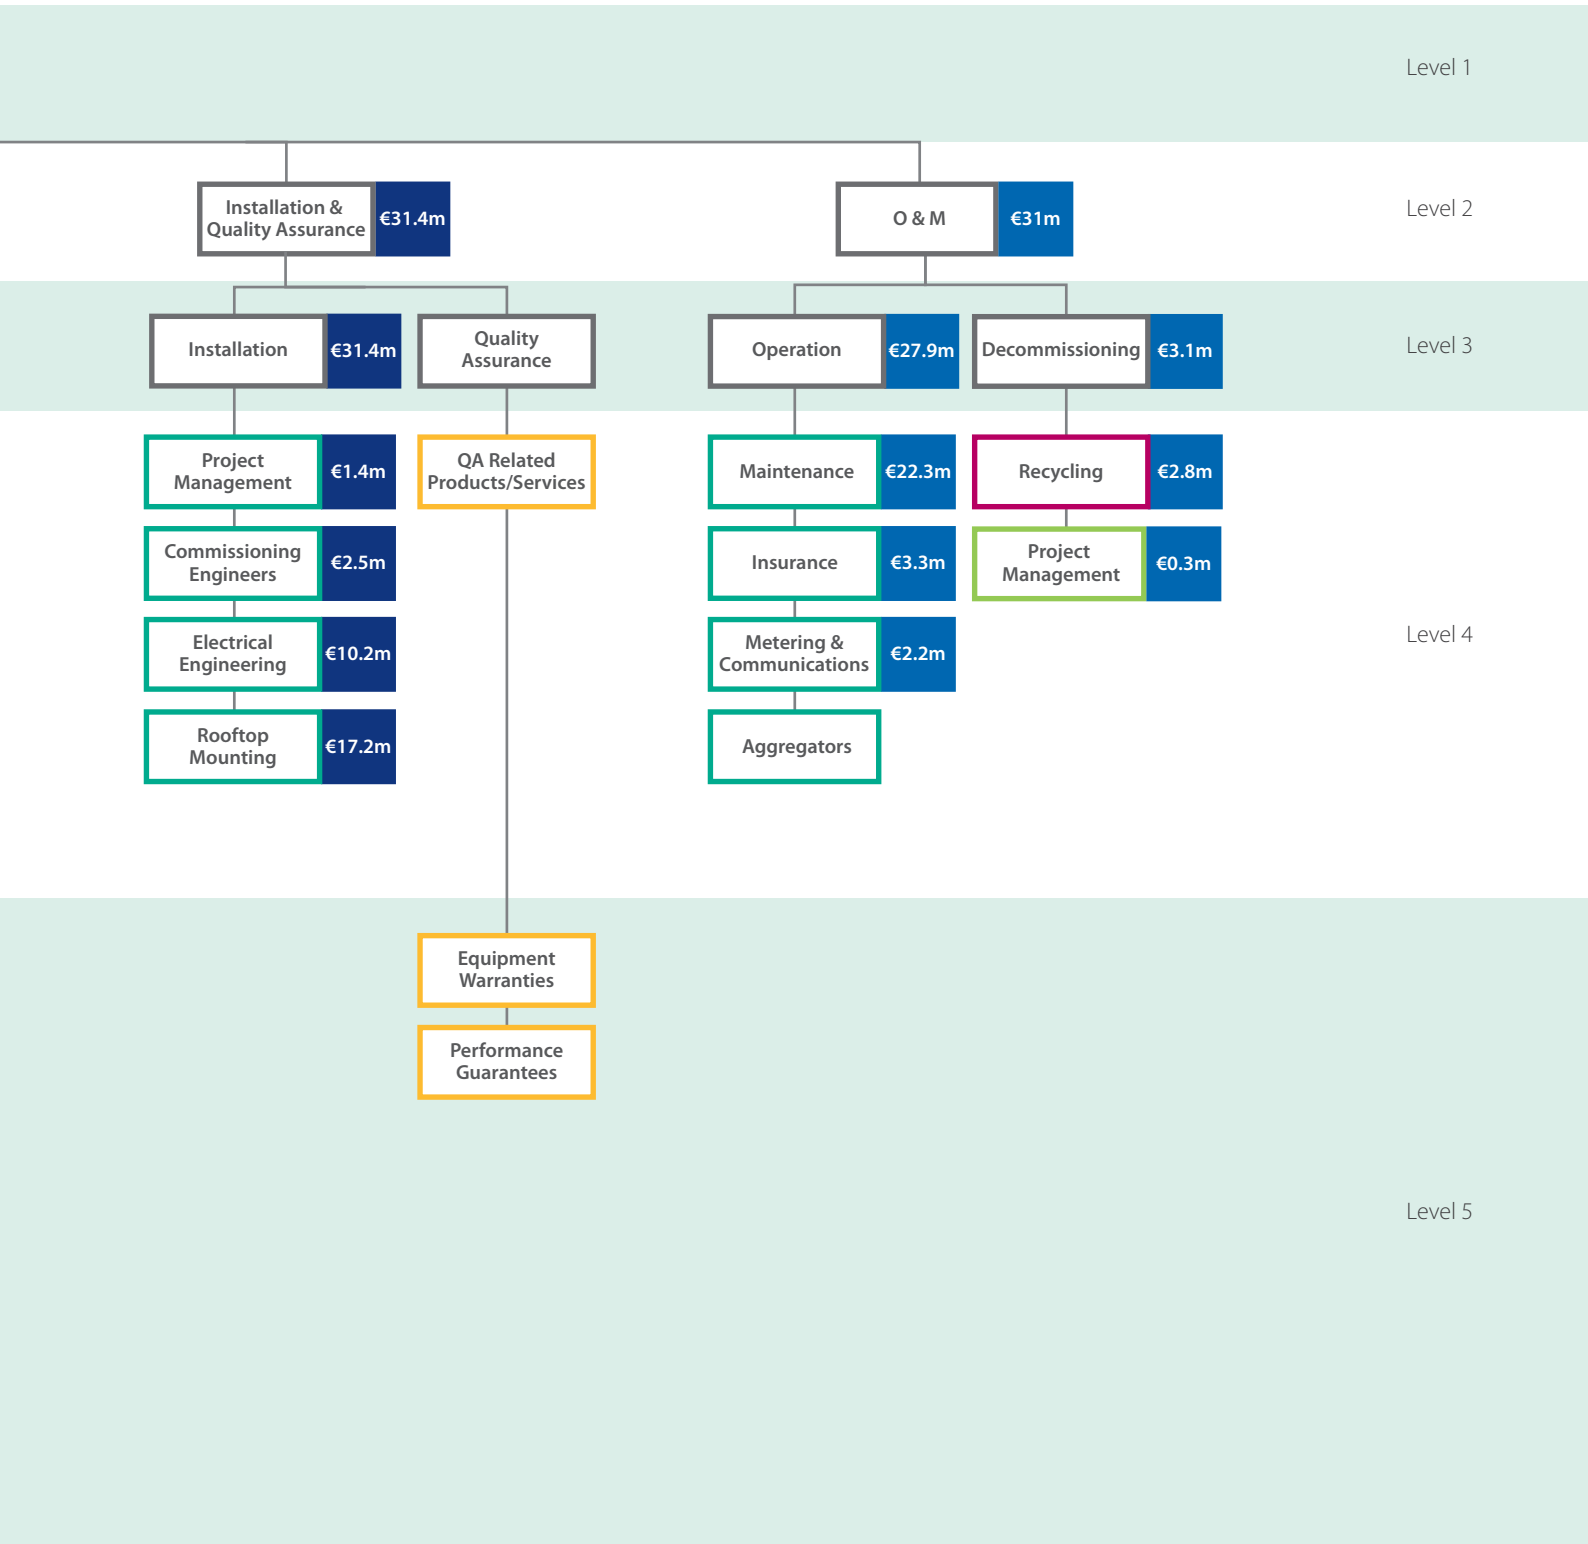 Level 1
Installation &
Quality Assurance
€31.4m
O & M
€31m
Level 2
Installation
€31.4m
Quality
Assurance
Operation
€27.9m
Decommissioning
€3.1m
Level 3
Project
Management
€1.4m
QA Related
Products/Services
Maintenance
€22.3m
Recycling
€2.8m
Commissioning
Engineers
€2.5m
Insurance
€3.3m
Project
Management
€0.3m
Electrical
Engineering
€10.2m
Metering &
Communications
€2.2m
Level 4
Rooftop
Mounting
€17.2m
Aggregators
Equipment
Warranties
Performance
Guarantees
Level 5